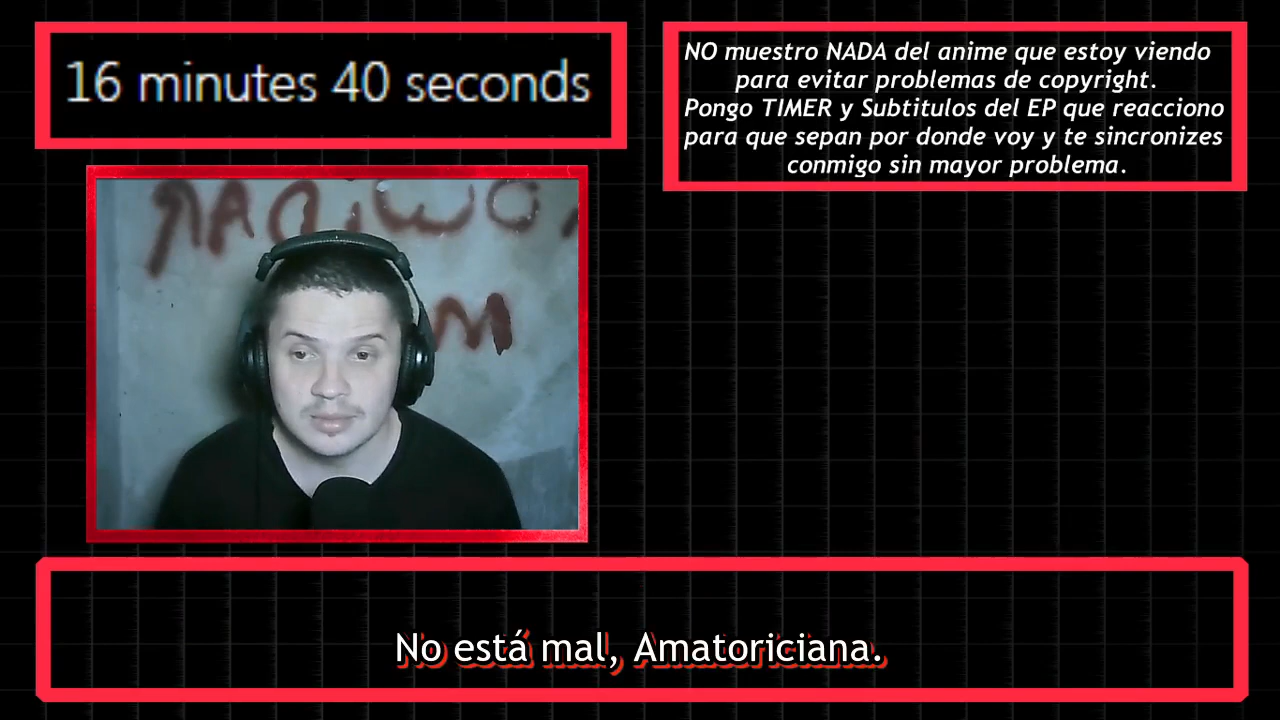 16 minutes 40 seconds
NO muestro NADA del anime que estoy viendo
para evitar problemas de copyright.
Pongo TIMER y Subtitulos del EP que reacciono
para que sepan por donde voy y te sincronizes
conmigo sin mayor problema.
No está mal, Amatoriciana.